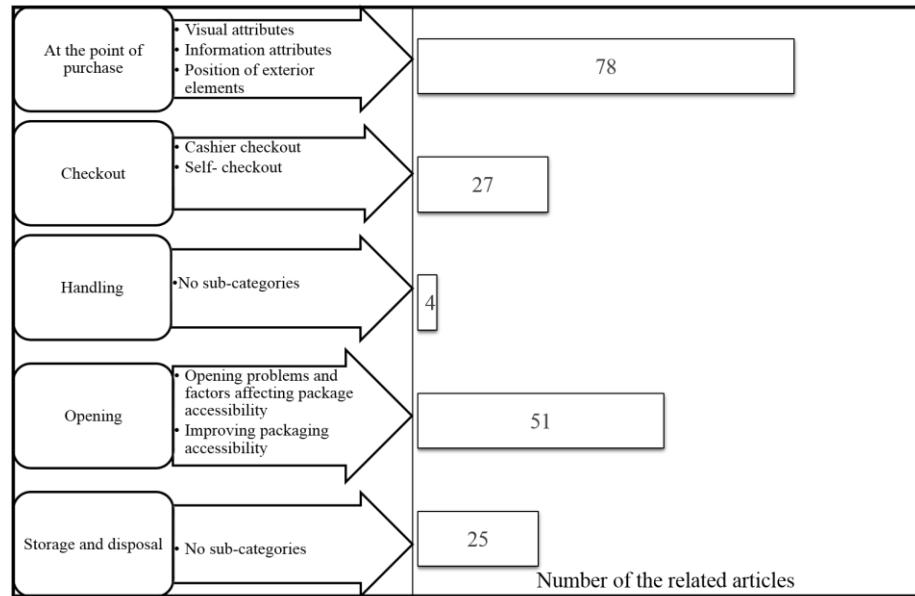 At the point of
purchase
• Visual attributes
• Information attributes
• Position of exterior
elements
78
Checkout
• Cashier checkout
• Self- checkout
27
Handling
•No sub-categories
4
Opening
• Opening problems and
factors affecting package
accessibility
• Improving packaging
accessibility
51
Storage and disposal
• No sub-categories
25
Number of the related articles